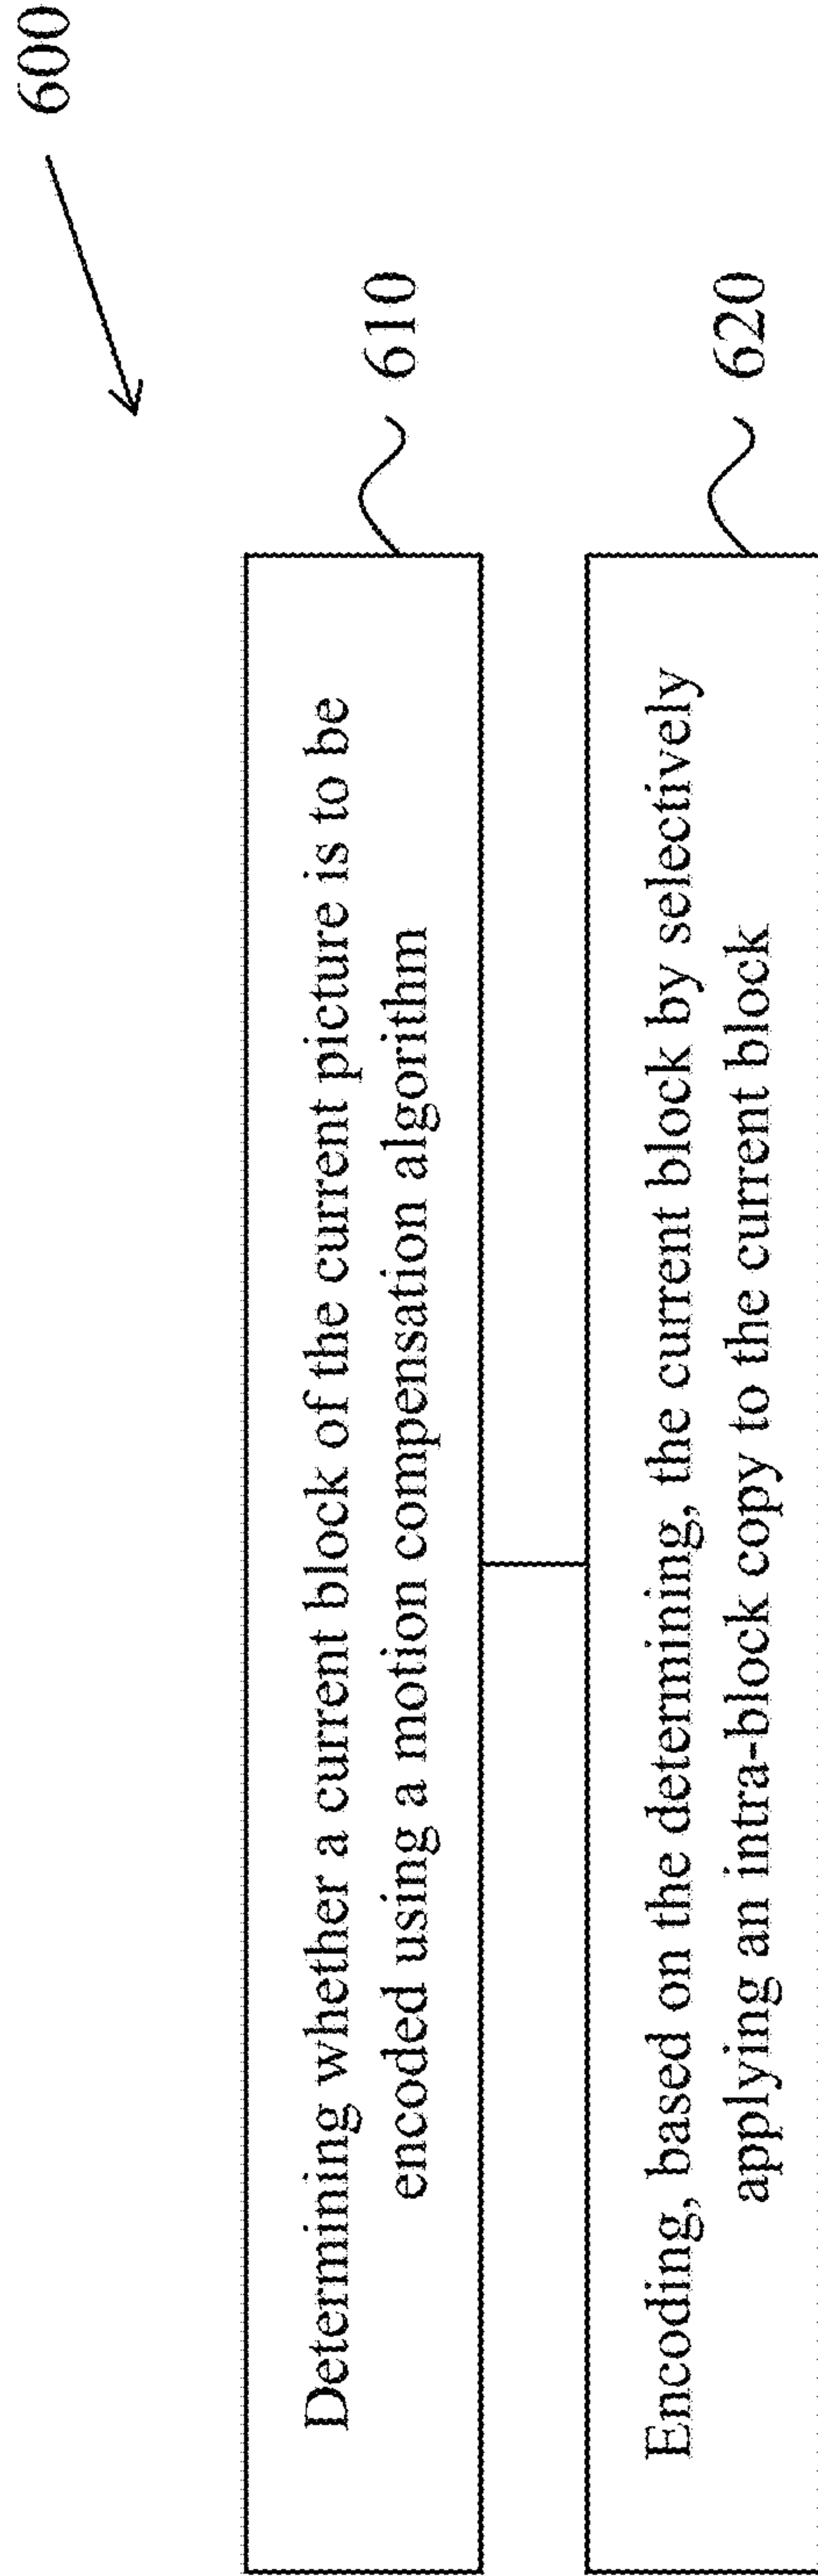 600
Determining whether a current block of the current picture is to be
encoded using a motion compensation algorithm
610
Encoding, based on the determining, the current block by selectively
applying an intra-block copy to the current block
620